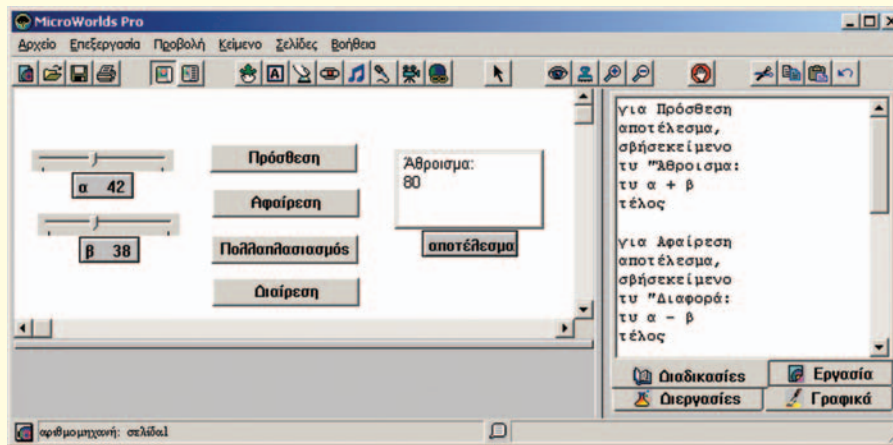 MicroWorlds Pro
Αρχείο Επεξεργασία Προβολή Κείμενο Σελίδες Βοήθεια
α 42
β 38
Πρόσθεση
Αφαίρεση
Πολλαπλασιασμός
Διαίρεση
Άθροισμα:
80
αποτέλεσμα
για Πρόσθεση
αποτέλεσμα,
σβήσεκείμενο
τυ "Άθροισμα:
τυ α + β
τέλος
για Αφαίρεση
αποτέλεσμα,
σβήσεκείμενο
τυ "Διαφορά:
τυ α - β
τέλος
Διαδικασίες
Εργασία
Διεργασίες
Γραφικά
αριθμομηχανή: σελίδα1